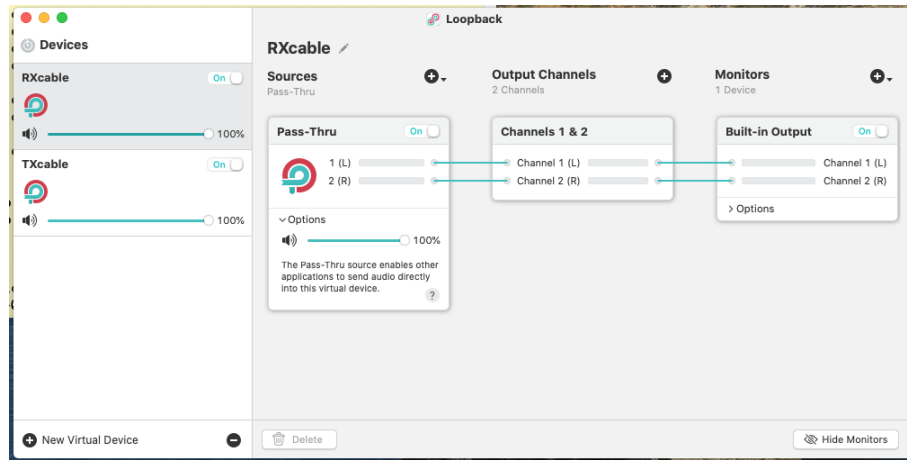 Loopback
Devices
RXcable
On
100%
TXcable
On
100%
New Virtual Device
RXcable
Sources
Pass-Thru
Output Channels
2 Channels
Monitors
1 Device
Pass-Thru
On
1 (L)
2 (R)
Options
100%
The Pass-Thru source enables other
applications to send audio directly
into this virtual device.
?
Channels 1 & 2
Channel 1 (L)
Channel 2 (R)
Built-in Output
On
Channel 1 (L)
Channel 2 (R)
Options
Delete
Hide Monitors